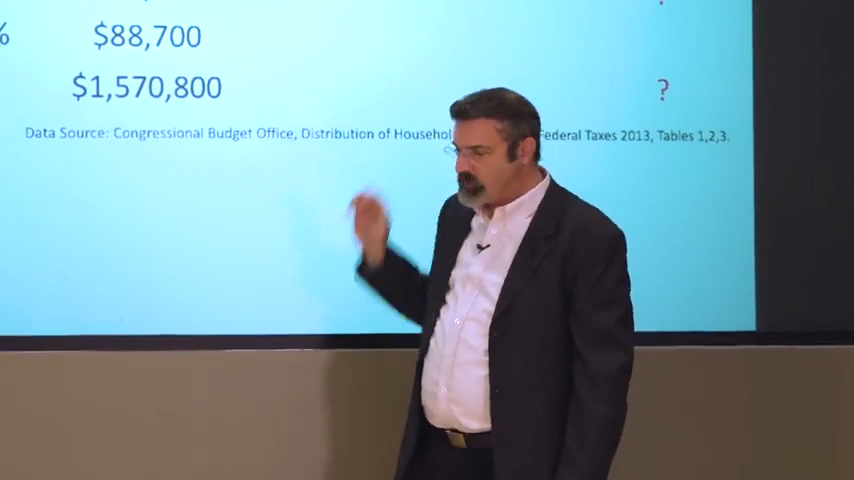 ?
% $88,700
$1,570,800 ?
Data Source: Congressional Budget Office, Distribution of Househol Federal Taxes 2013, Tables 1,2,3.